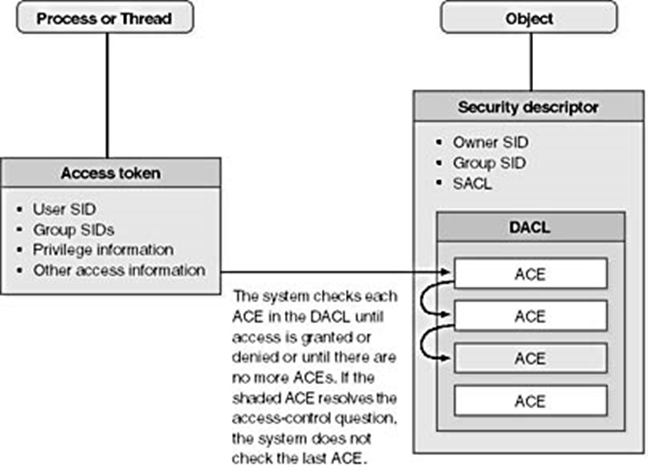 Process or Thread
Object
Security descriptor
▪ Owner SID
▪ Group SID
▪ SACL
Access token
▪ User SID
▪ Group SIDs
▪ Privilege information
▪ Other access information
DACL
ACE
ACE
ACE
ACE
The system checks each
ACE in the DACL until
access is granted or
denied or until there are
no more ACEs. If the
shaded ACE resolves the
access-control question,
the system does not
check the last ACE.